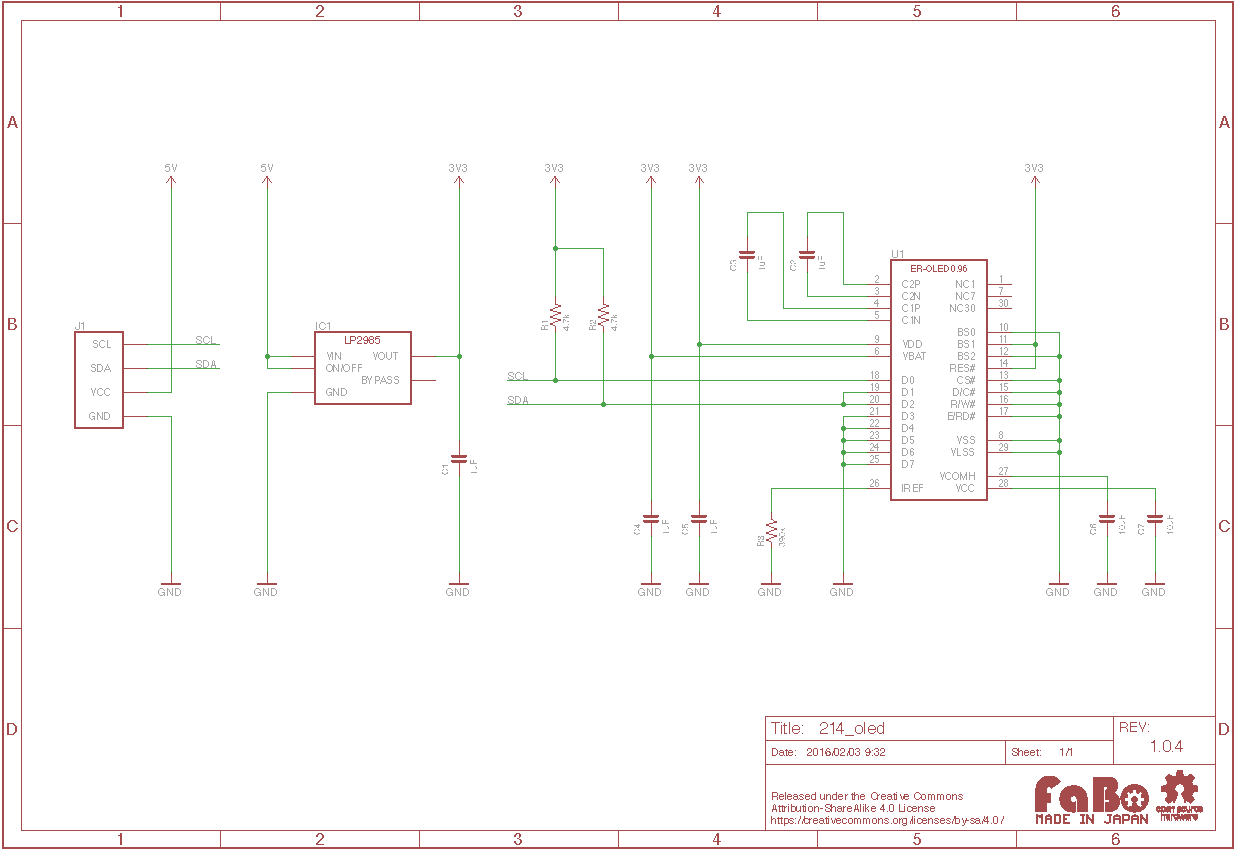 1 2 3 4 5 6
A A
5V 5V 3V3 3V3 3V3 3V3 3V3
B B
J1
SCL SCL
SDA SDA
VCC
GND
IC1
LP2985
VIN VOUT
ON/OFF
BYPASS
GND
C1 1uF
R1 4.7k R2 4.7k
SCL
SDA
C3 1uF C2 1uF
U1
ER-OLED0.96
2 C2P NC1 1
3 C2N NC7 7
4 C1P NC30 30
5 C1N
BS0 10
9 VDD BS1 11
6 VBAT BS2 12
RES# 14
18 D0 CS# 13
19 D1 D/C# 15
20 D2 R/W# 16
21 D3 E/RD# 17
22 D4
23 D5 VSS 8
24 D6 VLSS 29
25 D7
VCOMH 27
26 IREF VCC 28
C C
C4 1uF C5 1uF R3 390k C6 10uF C7 10uF
GND GND GND GND GND GND GND GND GND GND
D D
Title: 214_oled
REV:
1.0.4
Date: 2016/02/03 9:32
Sheet: 1/1
Released under the Creative Commons
Attribution-ShareAlike 4.0 License
https://creativecommons.org/licenses/by-sa/4.0/
FaBo
MADE IN JAPAN
open source
hardware
1 2 3 4 5 6